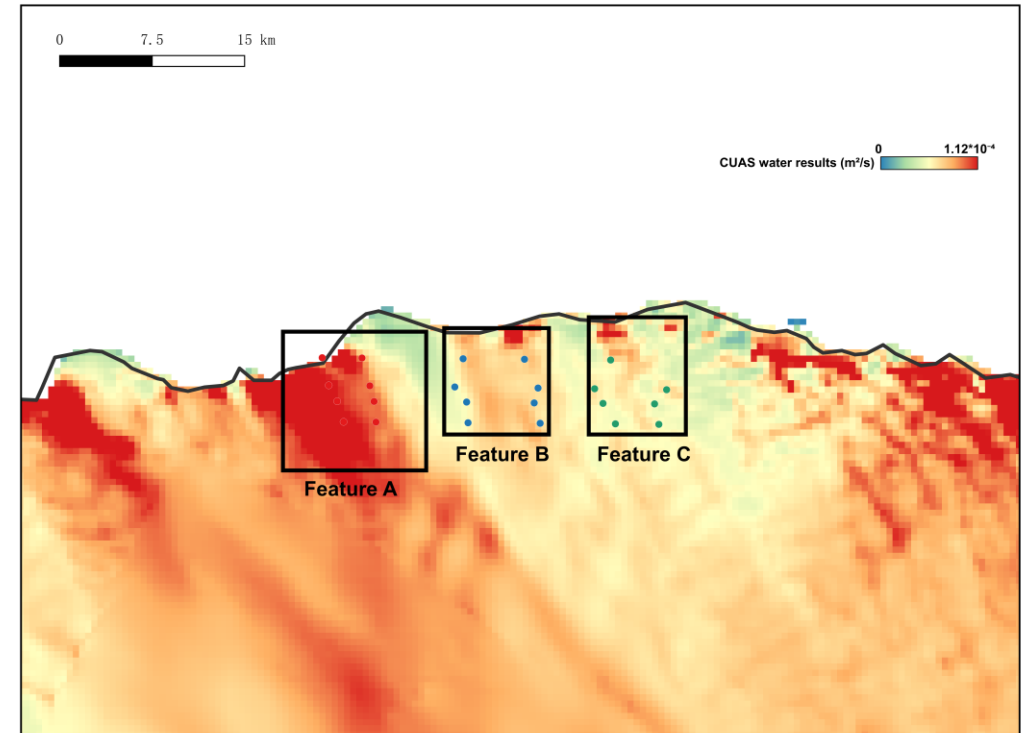 0 7.5 15 km
0 1.12*10⁻⁴
CUAS water results (m²/s)
Feature B Feature C
Feature A